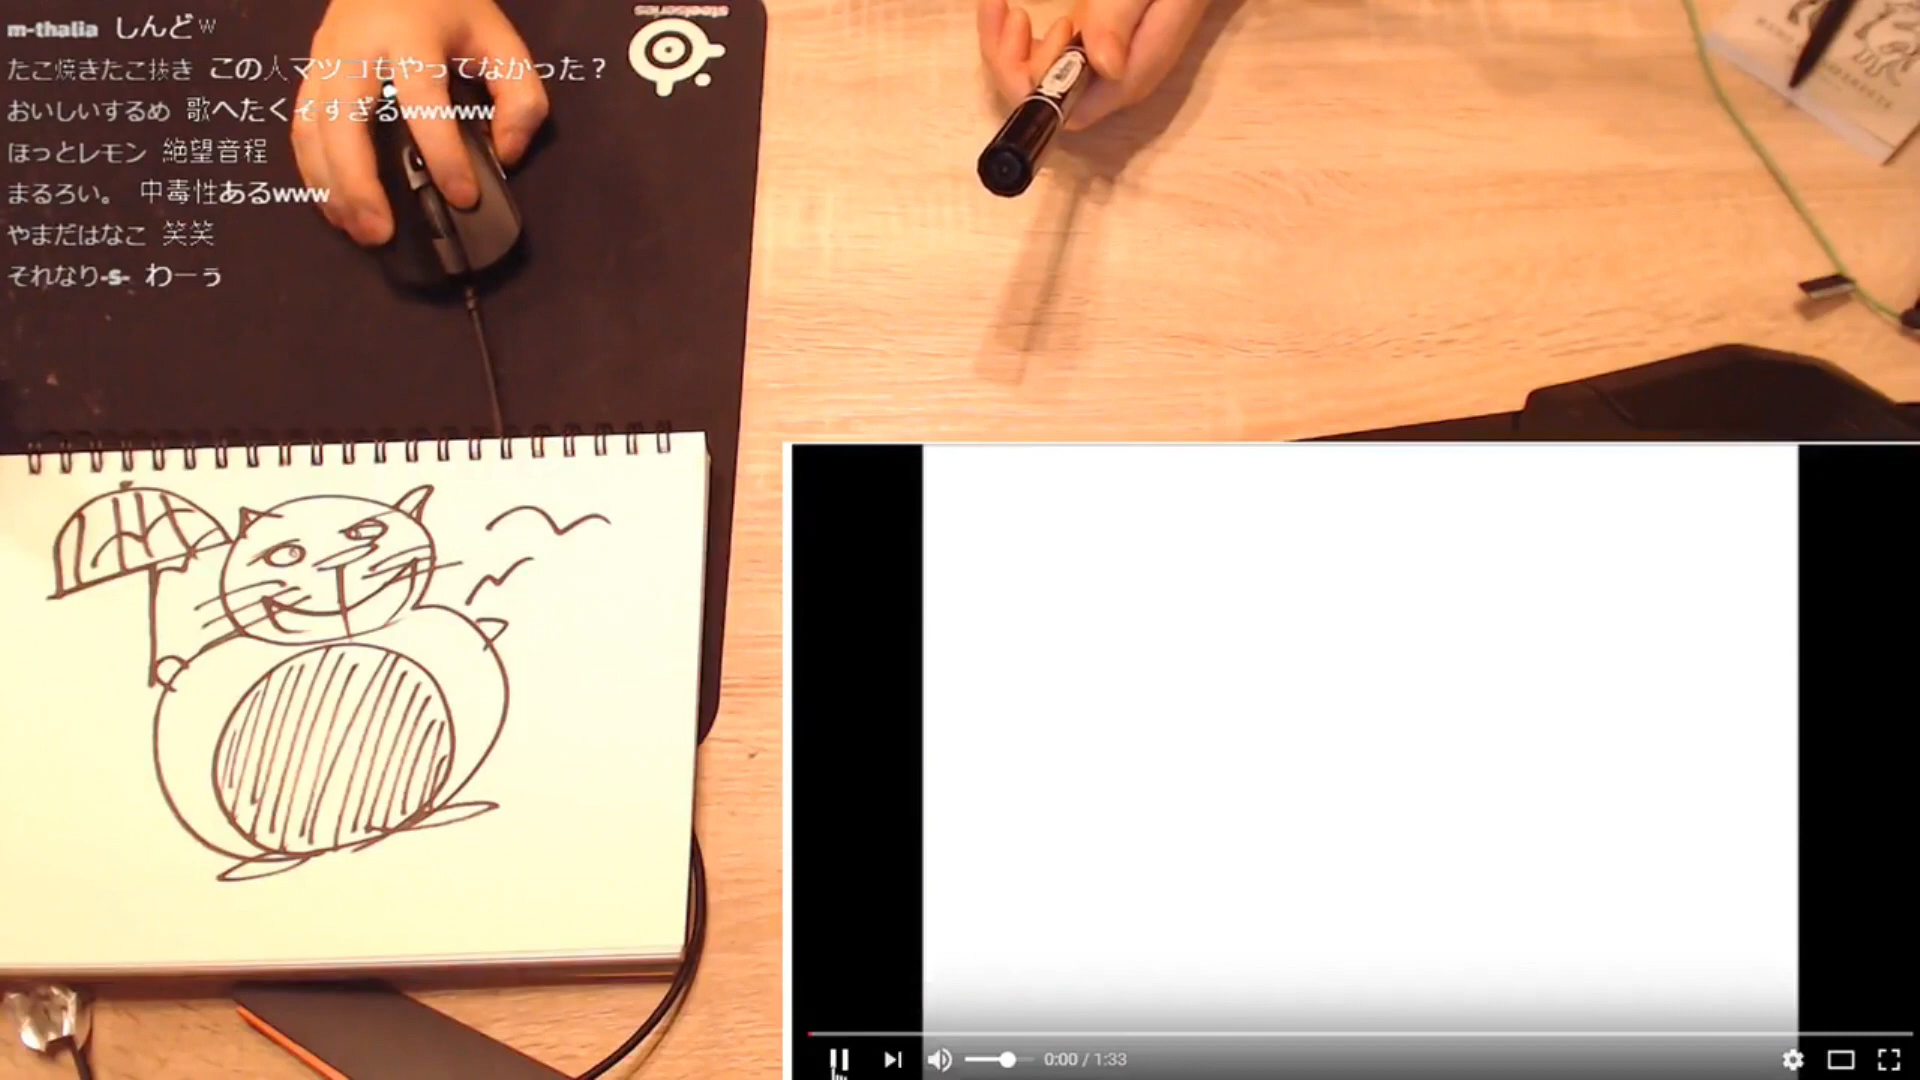 m-thalia しんどw
たこ焼きたこ抜き この人マツコもやってなかった？
おいしいするめ 歌へたくそすぎるwwwww
ほっとレモン 絶望音程
まるろい。 中毒性あるwww
やまだはなこ 笑笑
それなり-s- わーぅ
0:00 / 1:33